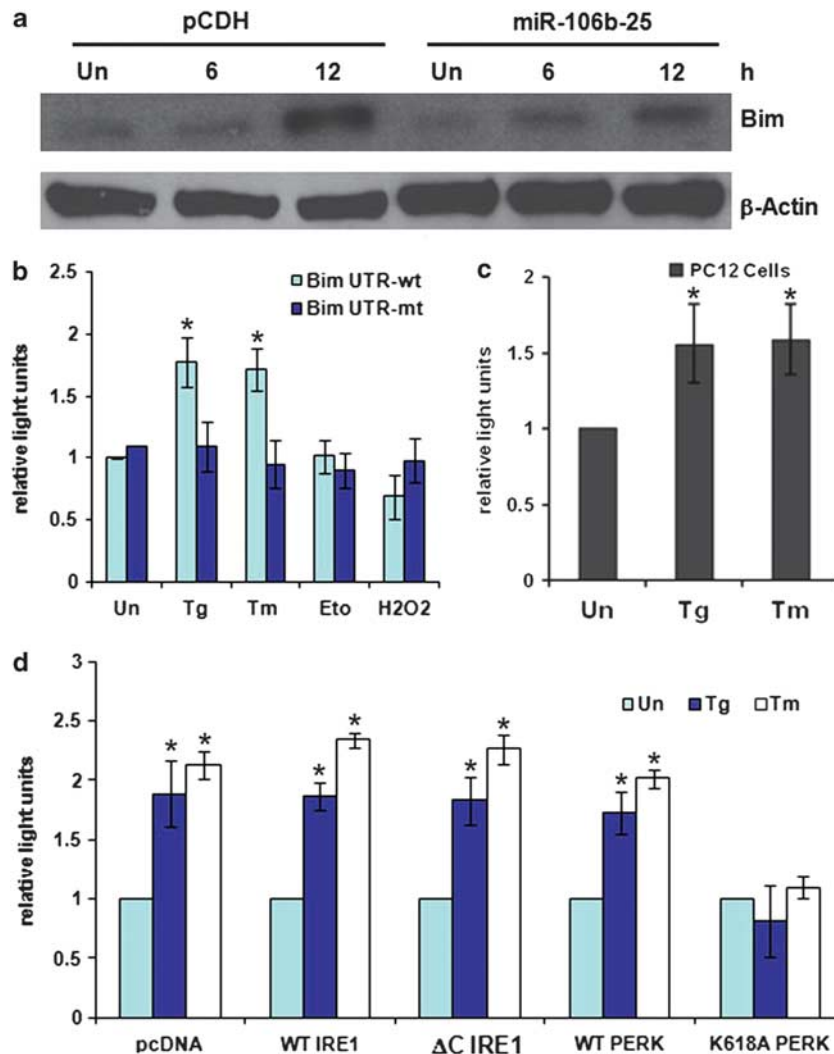 a
pCDH miR-106b-25
Un 6 12 Un 6 12 h
Bim
β-Actin
b
2.5
2
1.5
1
0.5
0
relative light units
Bim UTR-wt
Bim UTR-mt
* *
Un Tg Tm Eto H2O2
c
2
1.5
1
0.5
0
relative light units
PC12 Cells
* *
Un Tg Tm
d
3
2.5
2
1.5
1
0.5
0
relative light units
Un Tg Tm
* * * * * * * *
pcDNA WT IRE1 ΔC IRE1 WT PERK K618A PERK